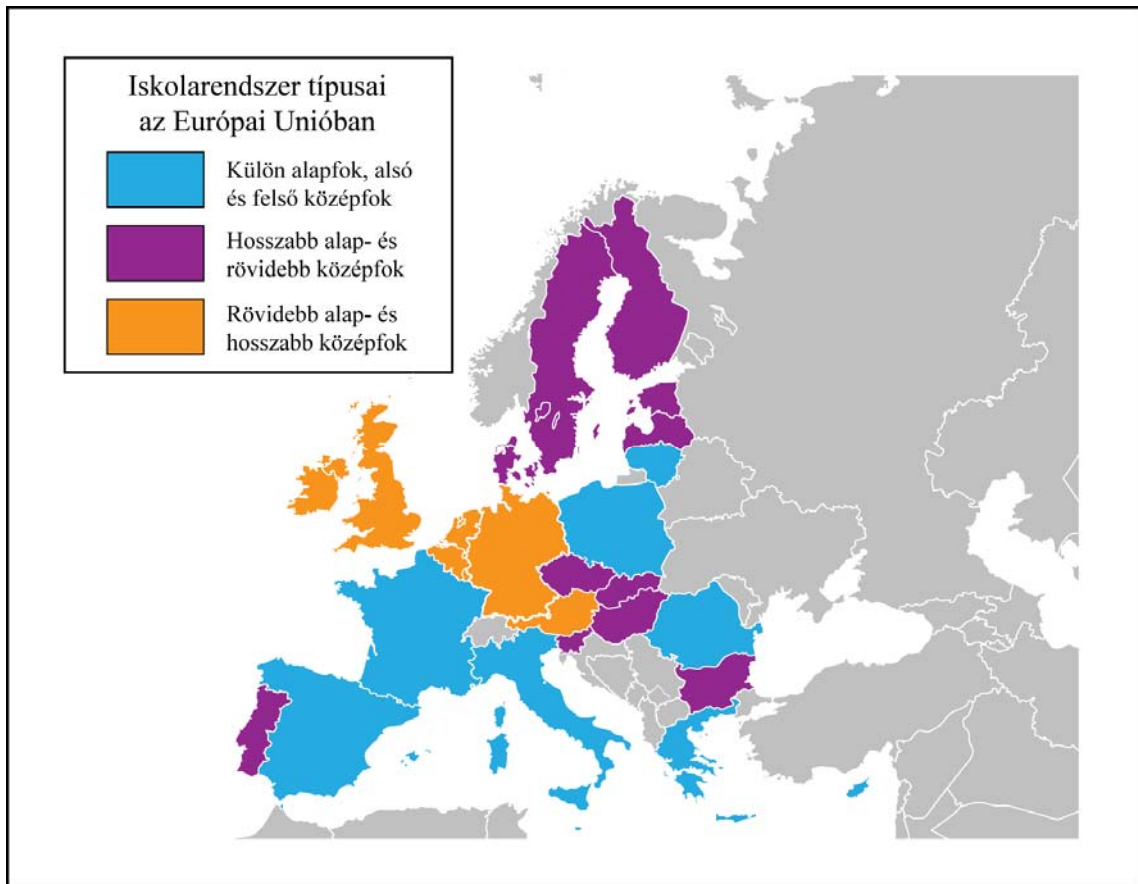 Iskolarendszer típusai
az Európai Unióban
Külön alapfok, alsó
és felső középfok
Hosszabb alap- és
rövidebb középfok
Rövidebb alap- és
hosszabb középfok